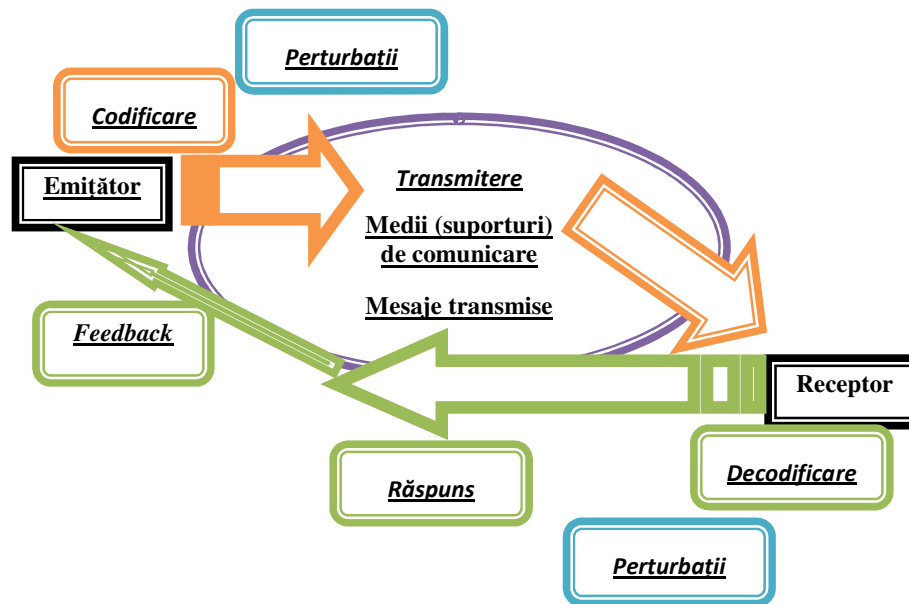 Perturbații
Codificare
Emițător
Transmitere
Medii (suporturi)
de comunicare
Mesaje transmise
Feedback
Receptor
Răspuns
Decodificare
Perturbații